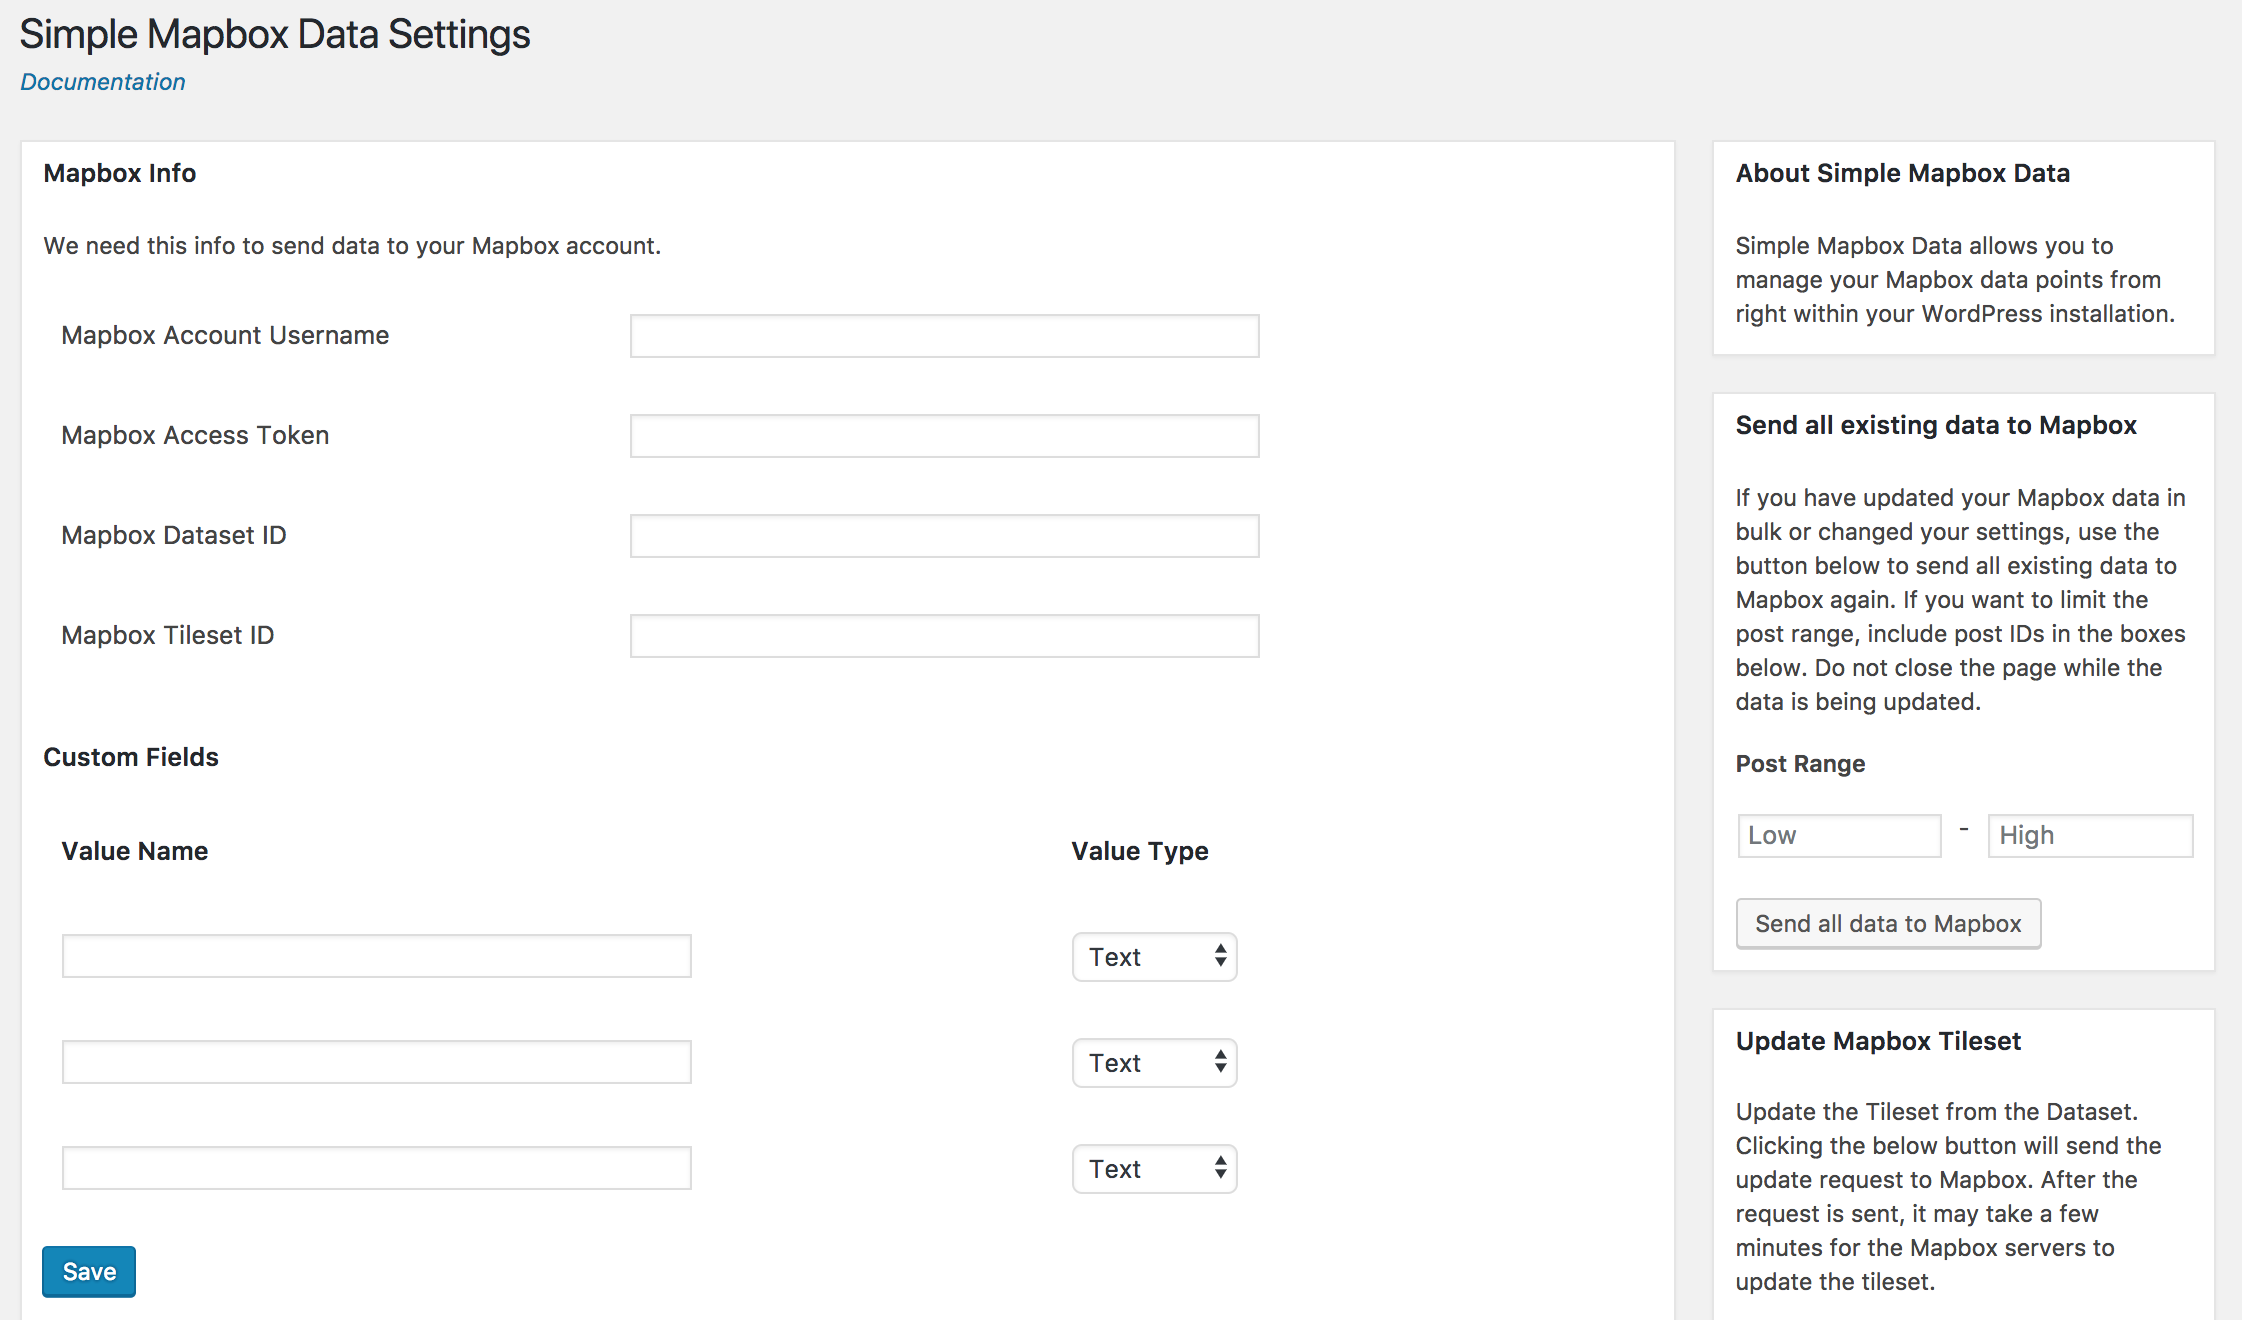 Simple Mapbox Data Settings
Documentation
Mapbox Info
We need this info to send data to your Mapbox account.
Mapbox Account Username
Mapbox Access Token
Mapbox Dataset ID
Mapbox Tileset ID
Custom Fields
Value Name
Value Type
Text
Text
Text
Save
About Simple Mapbox Data
Simple Mapbox Data allows you to
manage your Mapbox data points from
right within your WordPress installation.
Send all existing data to Mapbox
If you have updated your Mapbox data in
bulk or changed your settings, use the
button below to send all existing data to
Mapbox again. If you want to limit the
post range, include post IDs in the boxes
below. Do not close the page while the
data is being updated.
Post Range
Low - High
Send all data to Mapbox
Update Mapbox Tileset
Update the Tileset from the Dataset.
Clicking the below button will send the
update request to Mapbox. After the
request is sent, it may take a few
minutes for the Mapbox servers to
update the tileset.